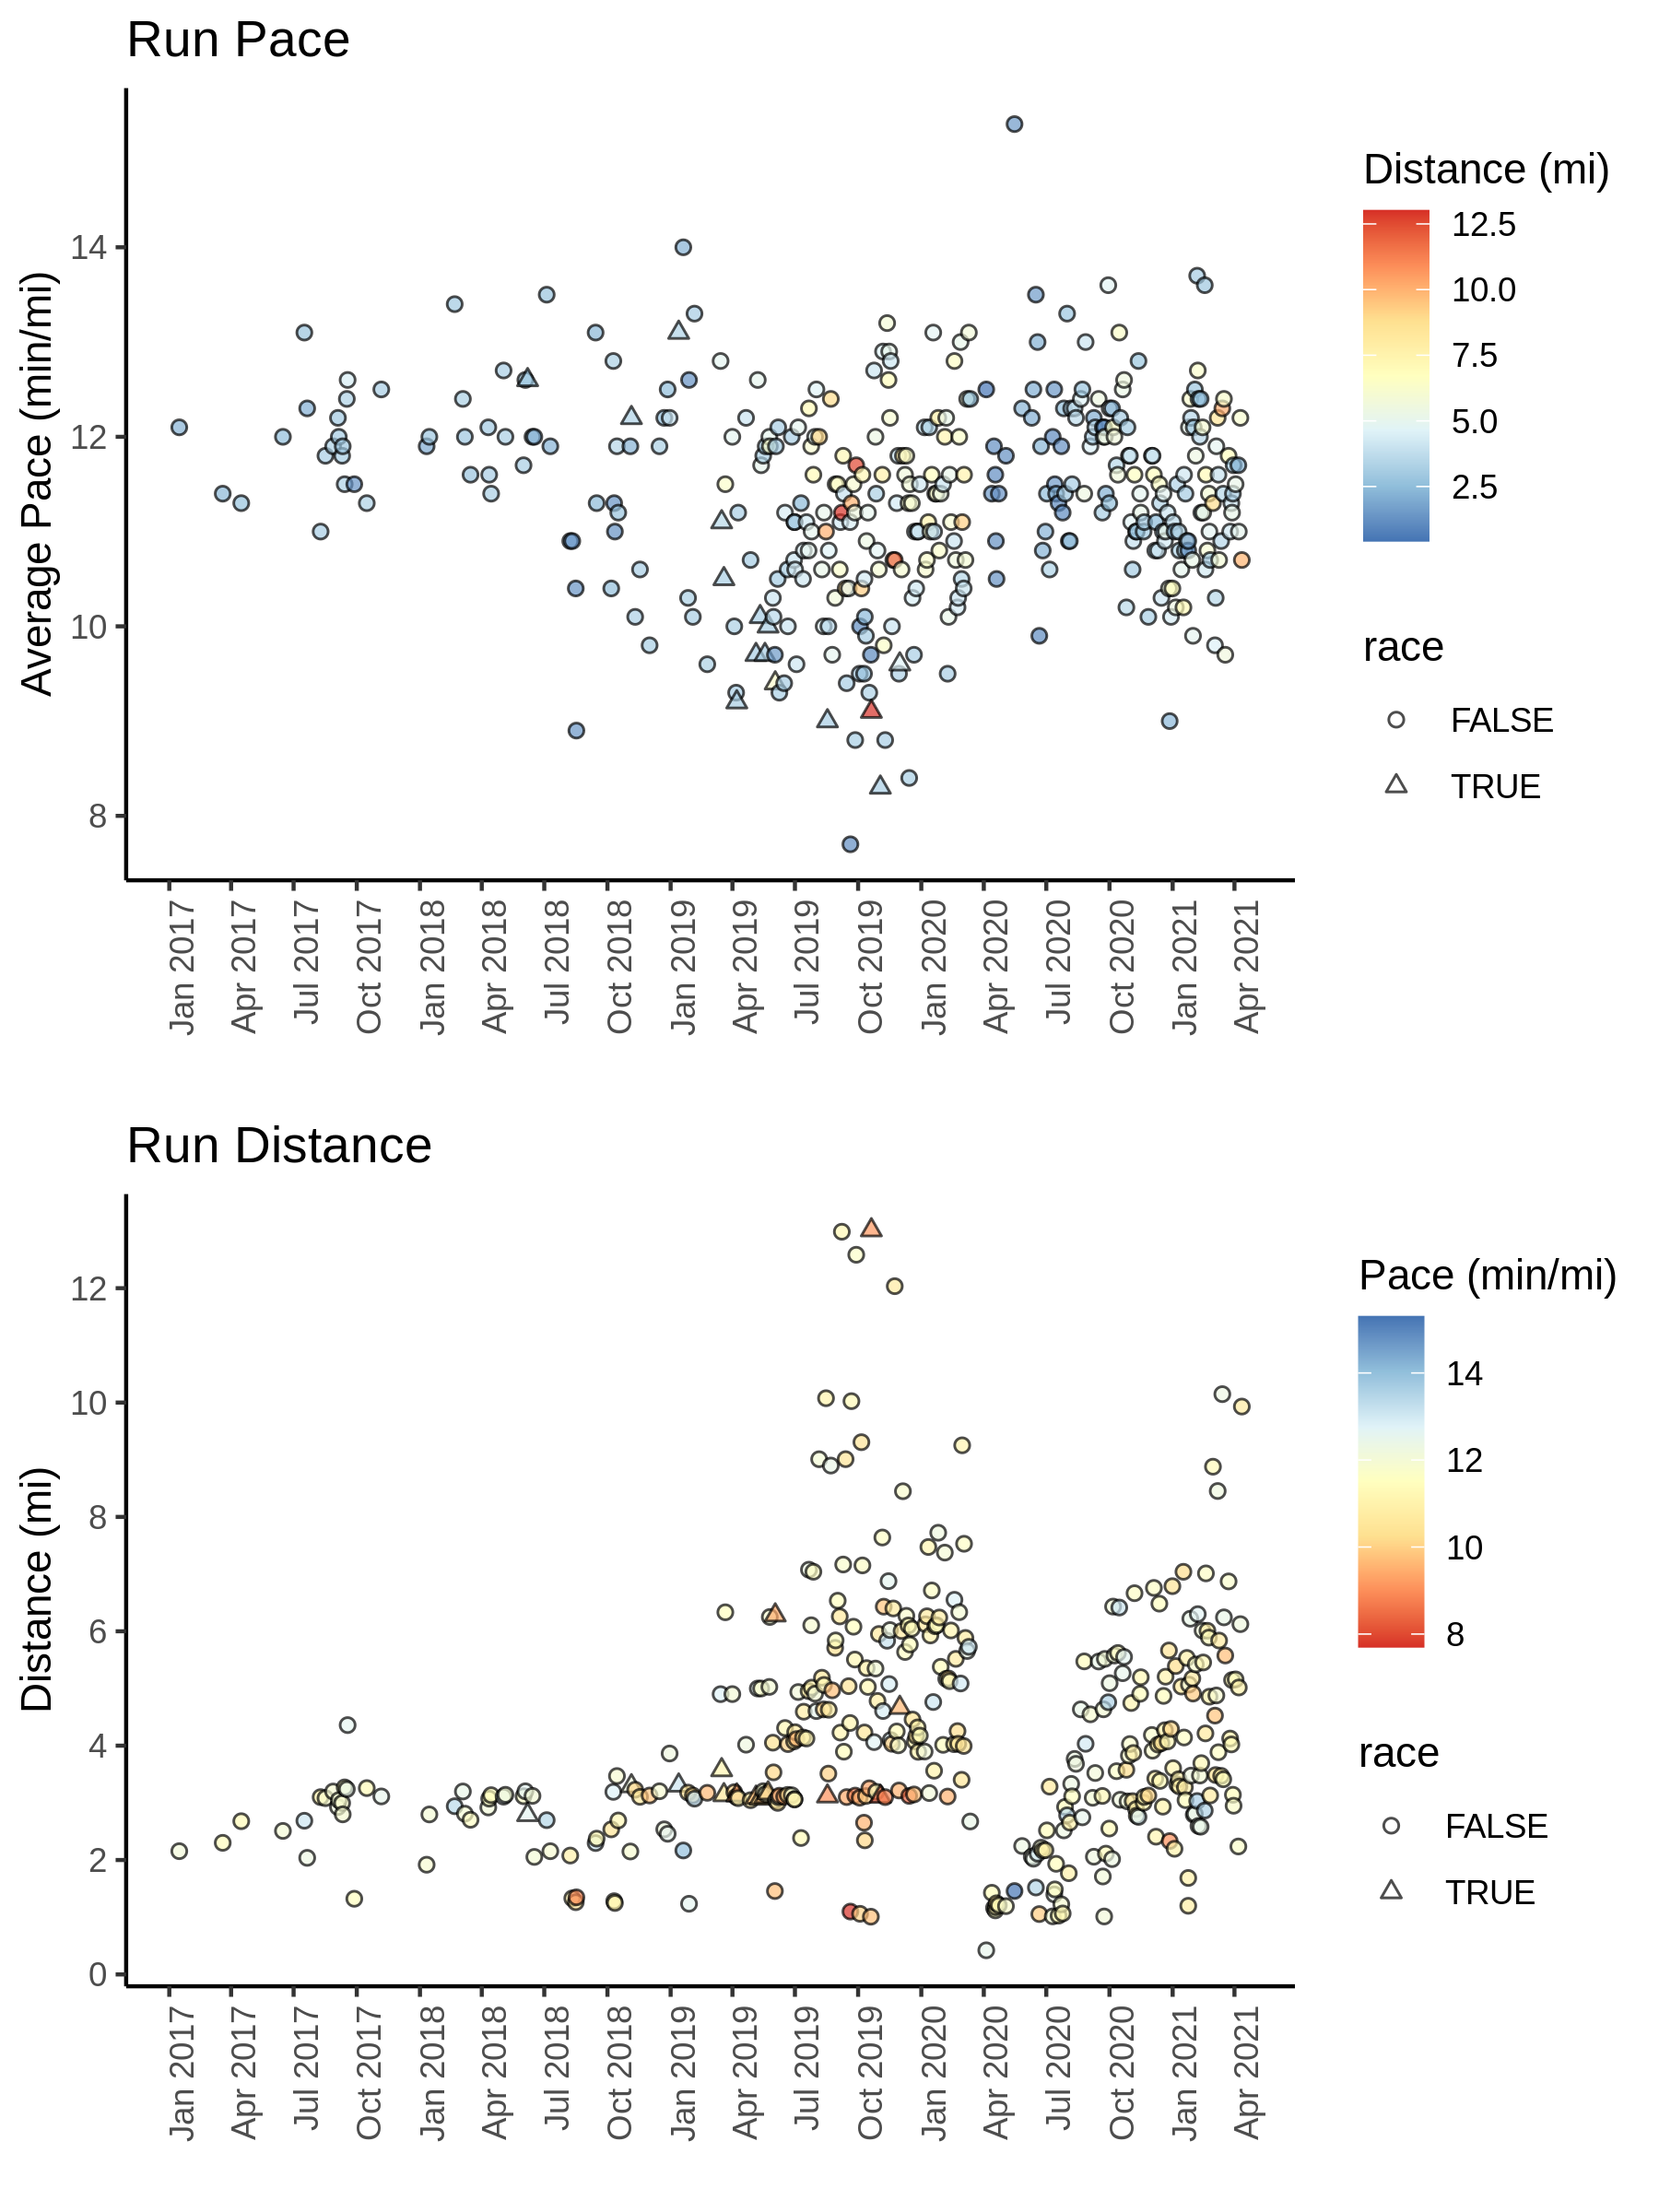 Run Pace
Average Pace (min/mi)
14
12
10
8
Jan 2017
Apr 2017
Jul 2017
Oct 2017
Jan 2018
Apr 2018
Jul 2018
Oct 2018
Jan 2019
Apr 2019
Jul 2019
Oct 2019
Jan 2020
Apr 2020
Jul 2020
Oct 2020
Jan 2021
Apr 2021
Distance (mi)
12.5
10.0
7.5
5.0
2.5
race
FALSE
TRUE
Run Distance
Distance (mi)
12
10
8
6
4
2
0
Jan 2017
Apr 2017
Jul 2017
Oct 2017
Jan 2018
Apr 2018
Jul 2018
Oct 2018
Jan 2019
Apr 2019
Jul 2019
Oct 2019
Jan 2020
Apr 2020
Jul 2020
Oct 2020
Jan 2021
Apr 2021
Pace (min/mi)
14
12
10
8
race
FALSE
TRUE